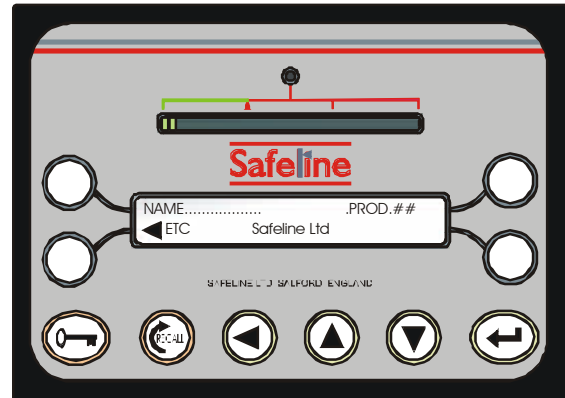 Safeline
NAME.................. .PROD.##
◀ ETC Safeline Ltd
SAFELINE LTD SALFORD ENGLAND
RECALL